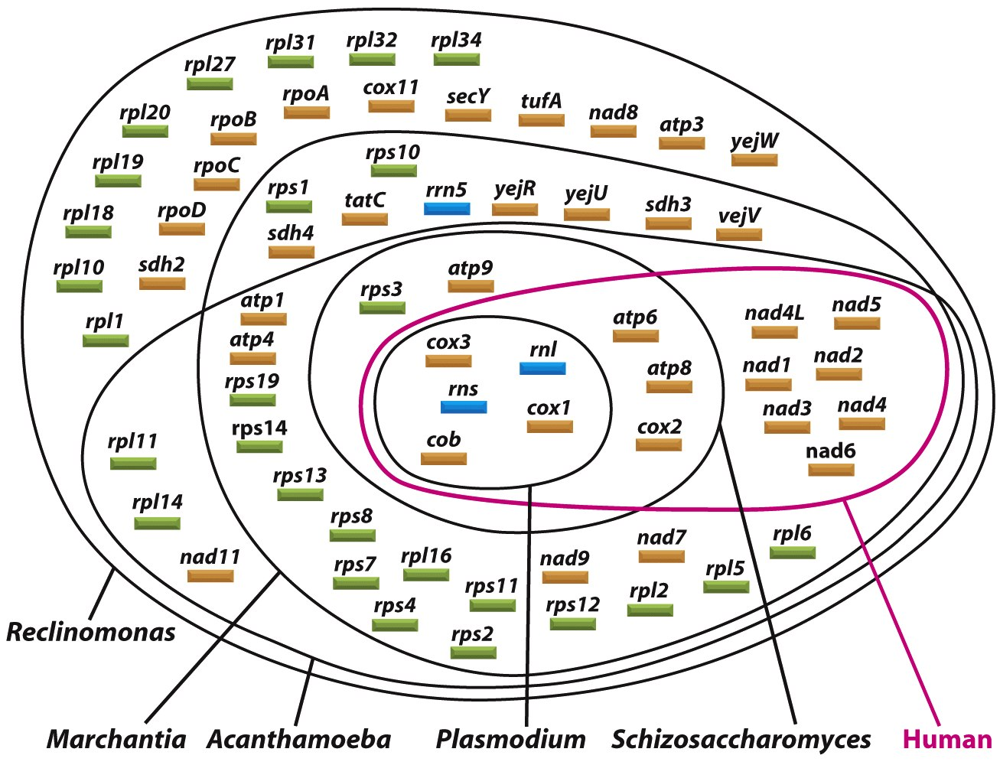 rpl31
rpl32
rpl34
rpl27
rpoA
cox11
secY
tufA
nad8
atp3
yejW
rpl20
rpoB
rpl19
rpoC
rps10
rps1
tatC
rrn5
yejR
yejU
sdh3
vejV
rpl18
rpoD
sdh4
rpl10
sdh2
rpl1
atp9
rps3
atp1
atp4
rps19
rps14
cox3
rnl
rns
cox1
cob
atp6
atp8
cox2
nad4L
nad5
nad1
nad2
nad3
nad4
nad6
rpl11
rpl14
nad11
rps13
rps8
rps7
rpl16
rps4
rps11
rps2
nad9
rps12
nad7
rpl2
rpl5
rpl6
Reclinomonas
Marchantia
Acanthamoeba
Plasmodium
Schizosaccharomyces
Human